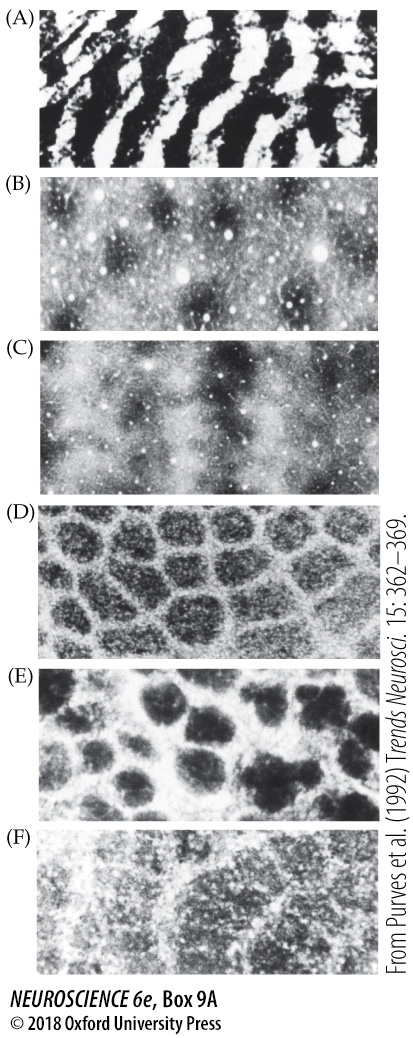 (A)
(B)
(C)
(D)
(E)
(F)
From Purves et al. (1992) Trends Neurosci. 15: 362–369.
NEUROSCIENCE 6e, Box 9A
© 2018 Oxford University Press